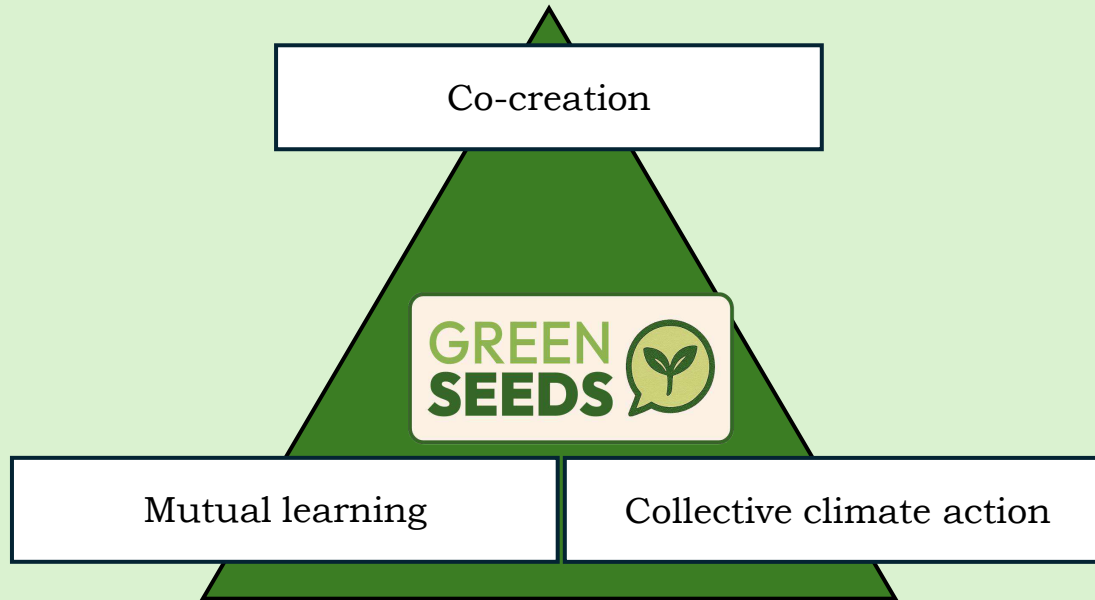 Co-creation
GREEN
SEEDS
Mutual learning
Collective climate action